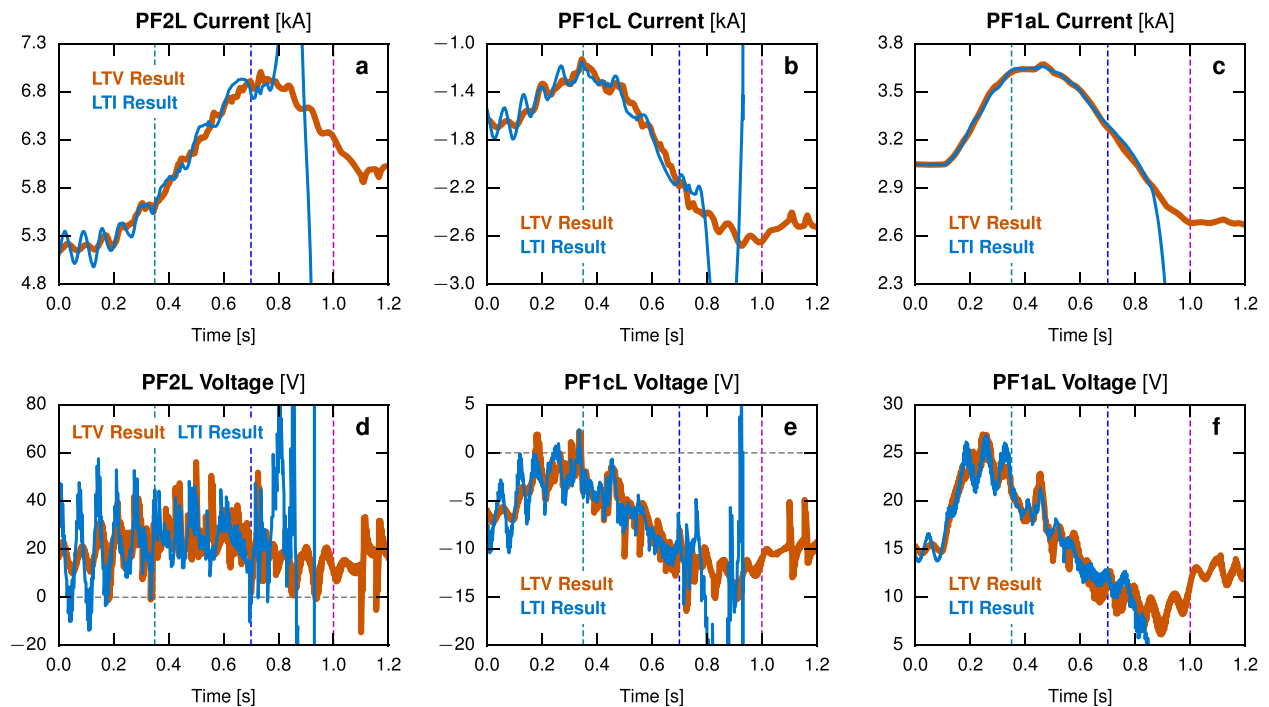 PF2L Current [kA]
7.3
6.8
6.3
5.8
5.3
4.8
a
LTV Result
LTI Result
0.0 0.2 0.4 0.6 0.8 1.0 1.2
Time [s]
PF1cL Current [kA]
−1.0
−1.4
−1.8
−2.2
−2.6
−3.0
b
LTV Result
LTI Result
0.0 0.2 0.4 0.6 0.8 1.0 1.2
Time [s]
PF1aL Current [kA]
3.8
3.5
3.2
2.9
2.6
2.3
c
LTV Result
LTI Result
0.0 0.2 0.4 0.6 0.8 1.0 1.2
Time [s]
PF2L Voltage [V]
80
60
40
20
0
−20
LTV Result LTI Result d
0.0 0.2 0.4 0.6 0.8 1.0 1.2
Time [s]
PF1cL Voltage [V]
5
0
−5
−10
−15
−20
e
LTV Result
LTI Result
0.0 0.2 0.4 0.6 0.8 1.0 1.2
Time [s]
PF1aL Voltage [V]
30
25
20
15
10
5
f
LTV Result
LTI Result
0.0 0.2 0.4 0.6 0.8 1.0 1.2
Time [s]